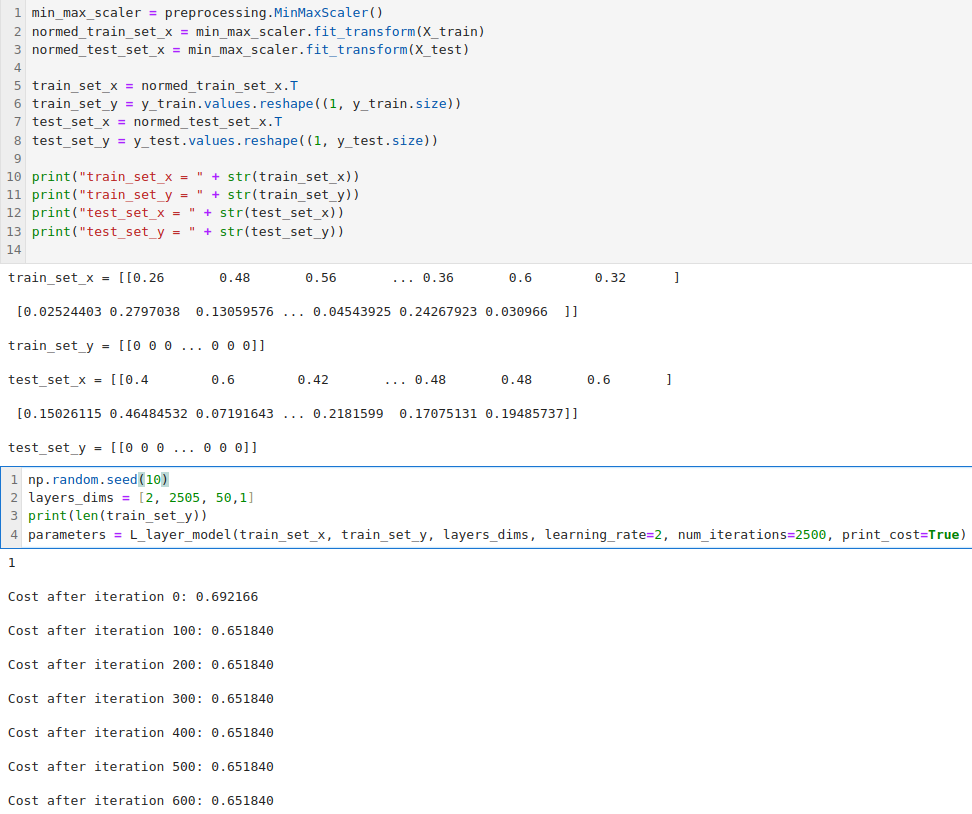 1 min_max_scaler = preprocessing.MinMaxScaler()
2 normed_train_set_x = min_max_scaler.fit_transform(X_train)
3 normed_test_set_x = min_max_scaler.fit_transform(X_test)
4
5 train_set_x = normed_train_set_x.T
6 train_set_y = y_train.values.reshape((1, y_train.size))
7 test_set_x = normed_test_set_x.T
8 test_set_y = y_test.values.reshape((1, y_test.size))
9
10 print("train_set_x = " + str(train_set_x))
11 print("train_set_y = " + str(train_set_y))
12 print("test_set_x = " + str(test_set_x))
13 print("test_set_y = " + str(test_set_y))
14
train_set_x = [[0.26       0.48       0.56       ... 0.36       0.6        0.32      ]
 [0.02524403 0.2797038  0.13059576 ... 0.04543925 0.24267923 0.030966  ]]
train_set_y = [[0 0 0 ... 0 0 0]]
test_set_x = [[0.4        0.6        0.42       ... 0.48       0.48       0.6       ]
 [0.15026115 0.46484532 0.07191643 ... 0.2181599  0.17075131 0.19485737]]
test_set_y = [[0 0 0 ... 0 0 0]]
1 np.random.seed(10)
2 layers_dims = [2, 2505, 50,1]
3 print(len(train_set_y))
4 parameters = L_layer_model(train_set_x, train_set_y, layers_dims, learning_rate=2, num_iterations=2500, print_cost=True)
1
Cost after iteration 0: 0.692166
Cost after iteration 100: 0.651840
Cost after iteration 200: 0.651840
Cost after iteration 300: 0.651840
Cost after iteration 400: 0.651840
Cost after iteration 500: 0.651840
Cost after iteration 600: 0.651840